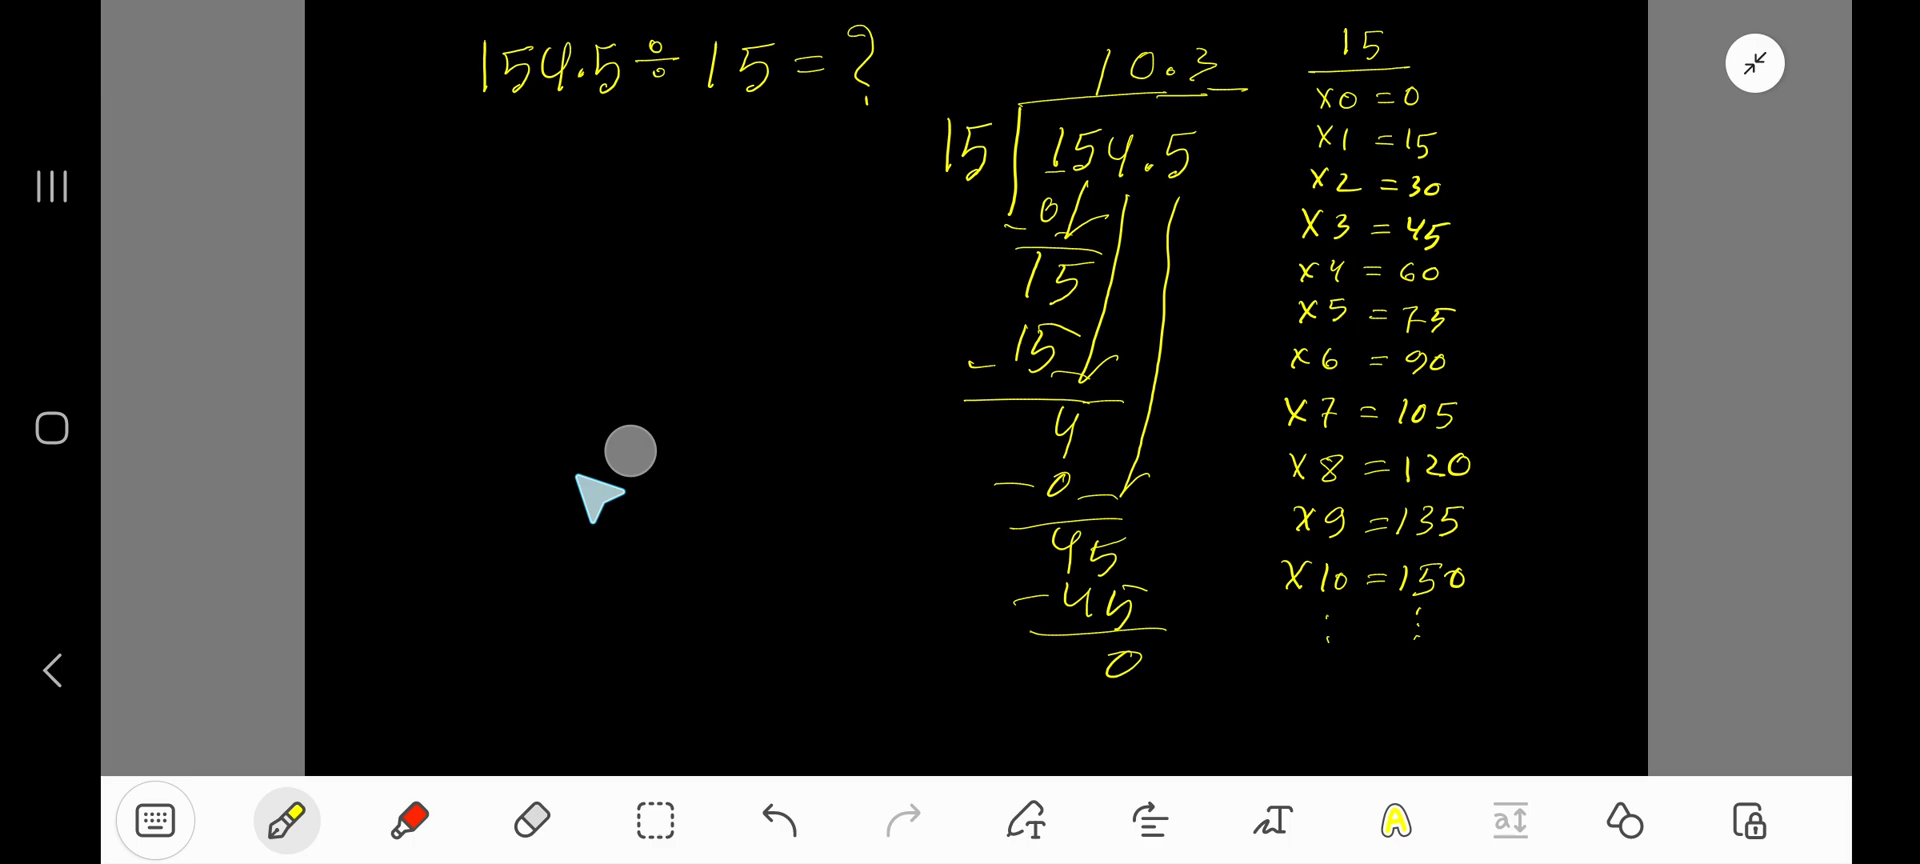 154.5 ÷ 15 = ?
10.3
15 154.5
- 0
15
- 15
4
- 0
45
- 45
0
15
x0 = 0
x1 = 15
x2 = 30
x3 = 45
x4 = 60
x5 = 75
x6 = 90
x7 = 105
x8 = 120
x9 = 135
x10 = 150
⋮ ⋮
T T A a